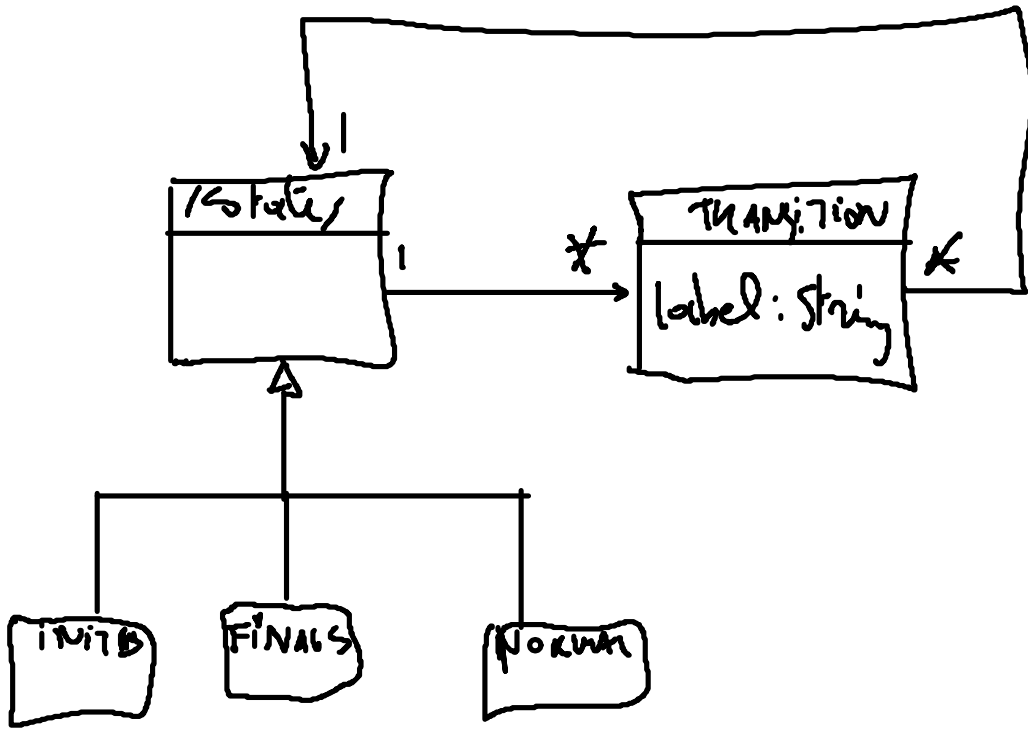 /State/
1
TRANSITION
1
*
*
label: String
INITS
FINALS
NORMAL